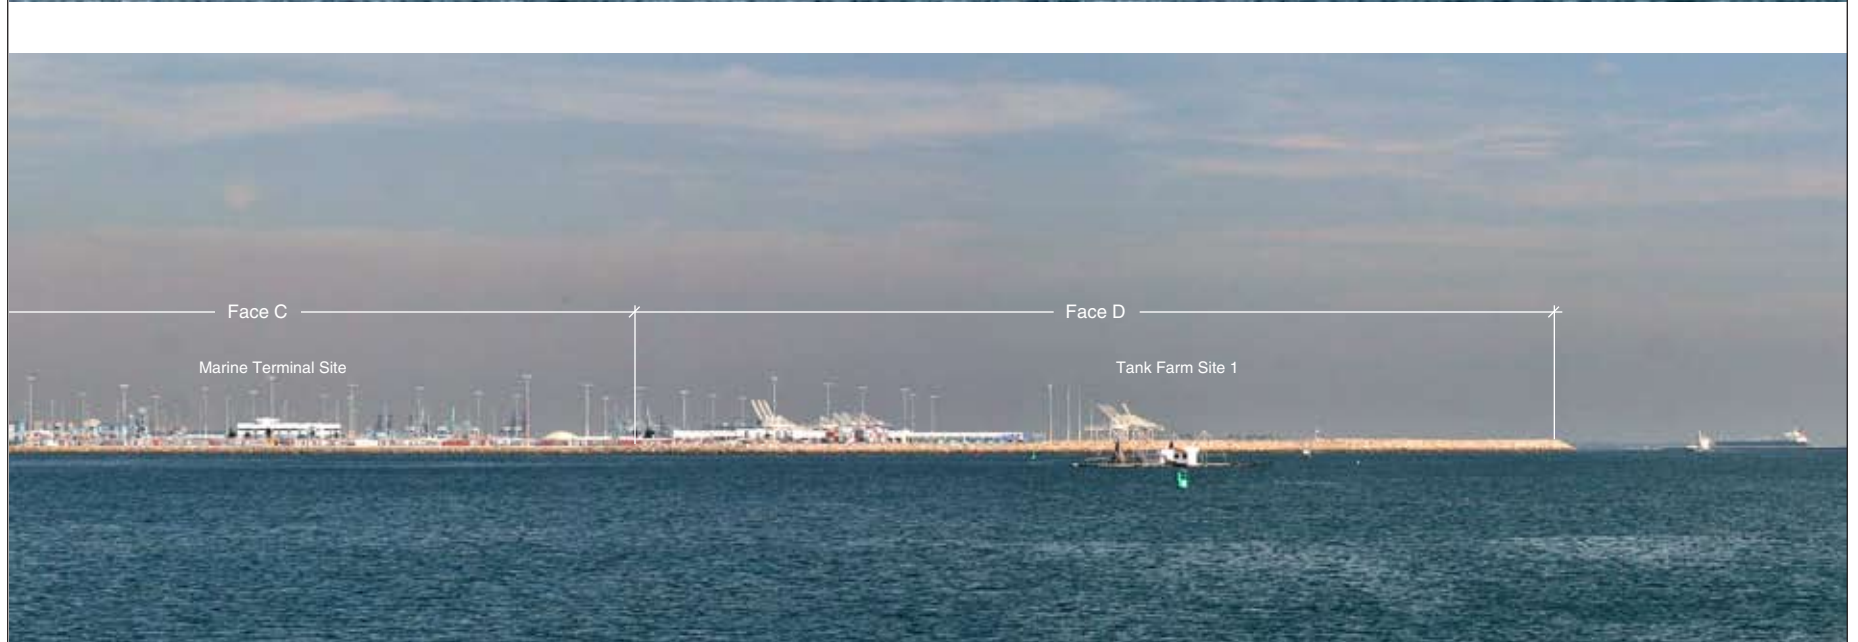 Face C
Face D
Marine Terminal Site
Tank Farm Site 1